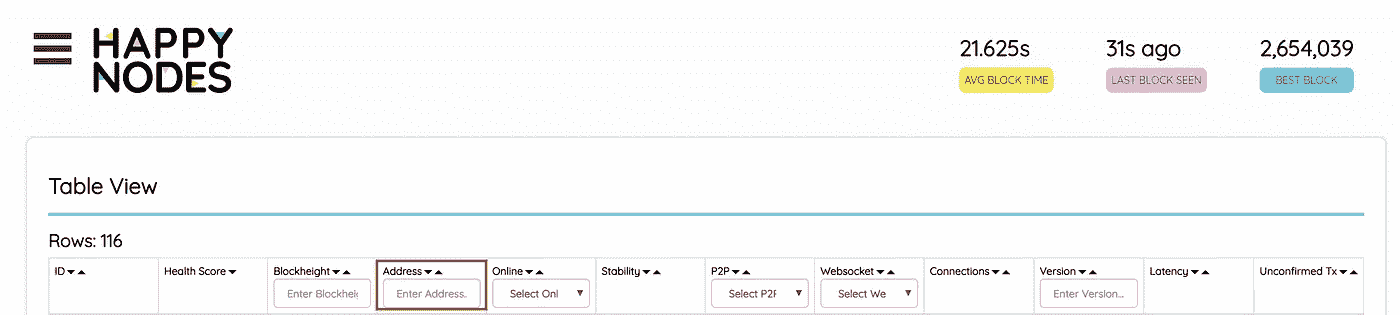 HAPPY
NODES
21.625s
AVG BLOCK TIME
31s ago
LAST BLOCK SEEN
2,654,039
BEST BLOCK
Table View
Rows: 116
ID Health Score Blockheight Address Online Stability P2P Websocket Connections Version Latency Unconfirmed Tx
Enter Blockheig Enter Address. Select Onl Select P2P Select We Enter Version...